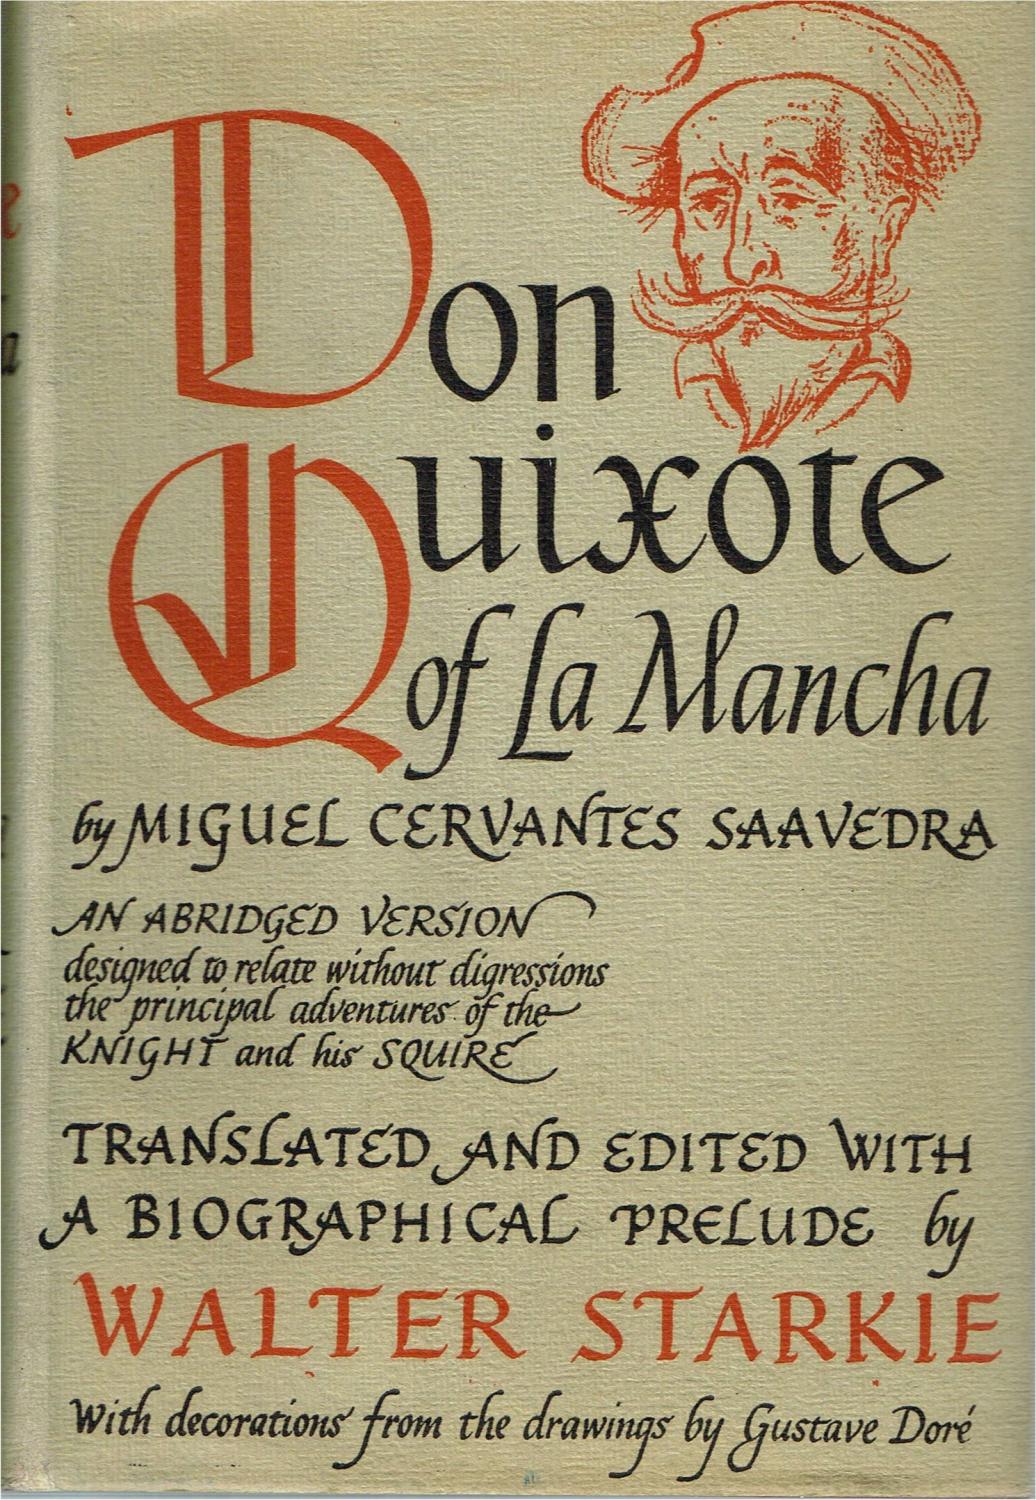 Don
Quixote
of La Mancha
by MIGUEL CERVANTES SAAVEDRA
AN ABRIDGED VERSION
designed to relate without digressions
the principal adventures of the
KNIGHT and his SQUIRE
TRANSLATED AND EDITED WITH
A BIOGRAPHICAL PRELUDE by
WALTER STARKIE
With decorations from the drawings by Gustave Doré